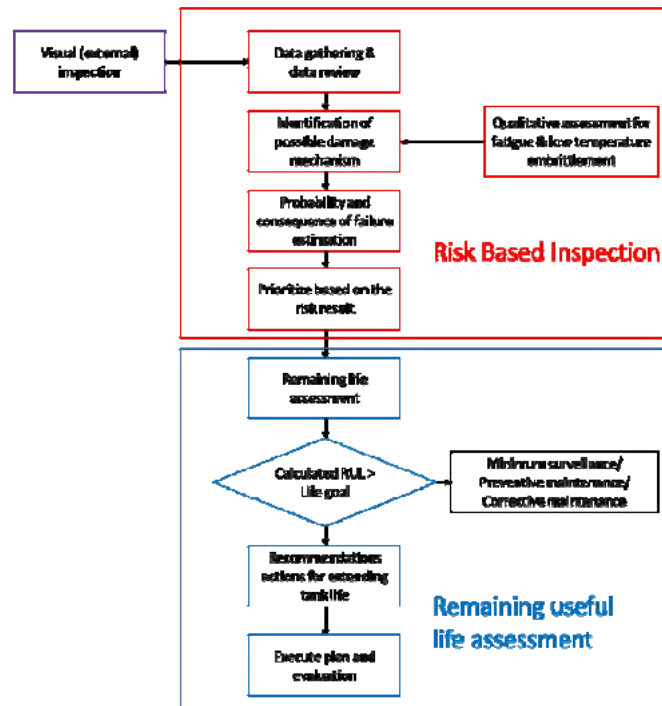 Visual (external)
inspection
Data gathering &
data review
Identification of
possible damage
mechanism
Qualitative assessment for
fatigue & low temperature
embrittlement
Probability and
consequence of failure
estimation
Risk Based Inspection
Prioritize based on the
risk result.
Remaining life
assessment
Calculated RUL >
Life goal
Minimum surveillance/
Preventive maintenance/
Corrective maintenance
Recommendations
actions for extending
tank life
Remaining useful
life assessment
Execute plan and
evaluation